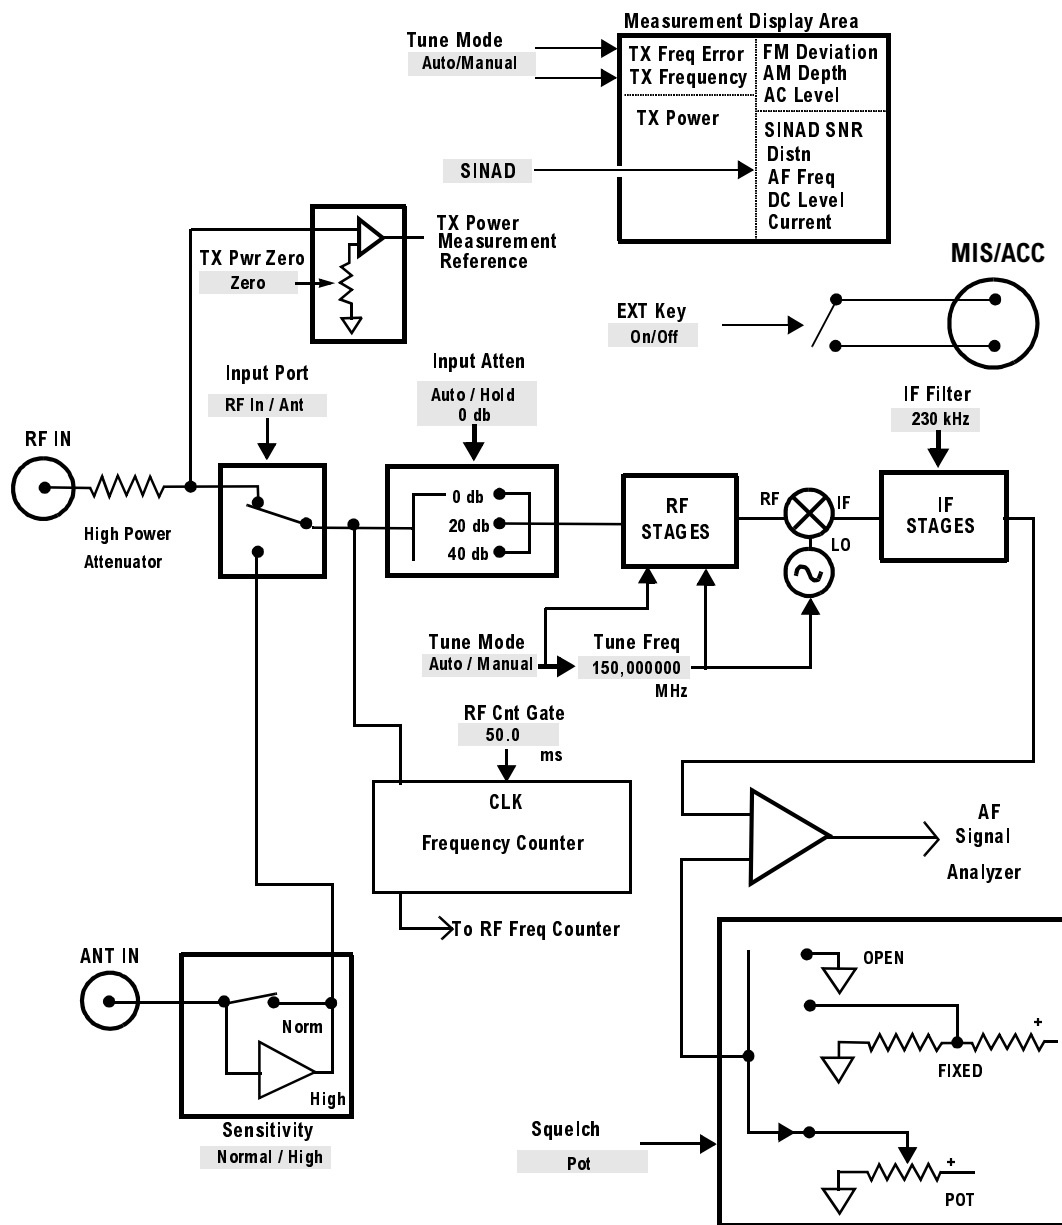 Measurement Display Area
Tune Mode
Auto/Manual
TX Freq Error
TX Frequency
FM Deviation
AM Depth
AC Level
TX Power
SINAD SNR
Distn
AF Freq
DC Level
Current
SINAD
TX Power
Measurement
Reference
TX Pwr Zero
Zero
MIS/ACC
EXT Key
On/Off
Input Port
RF In / Ant
Input Atten
Auto / Hold
0 db
IF Filter
230 kHz
RF IN
High Power
Attenuator
0 db
20 db
40 db
RF
STAGES
RF
IF
LO
IF
STAGES
Tune Mode
Auto / Manual
Tune Freq
150,000000
MHz
RF Cnt Gate
50.0
ms
CLK
Frequency Counter
To RF Freq Counter
AF
Signal
Analyzer
ANT IN
Norm
High
Sensitivity
Normal / High
Squelch
Pot
OPEN
+
FIXED
+
POT